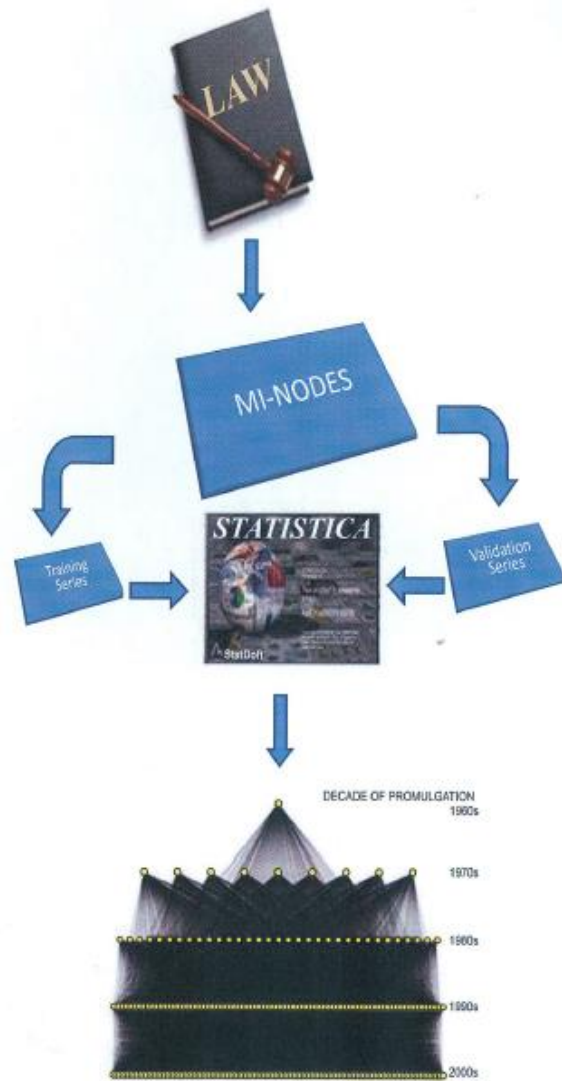 LAW
MI-NODES
Training
Series
STATISTICA
Validation
Series
StatSoft
DECADE OF PROMULGATION
1960s
1970s
1980s
1990s
2000s